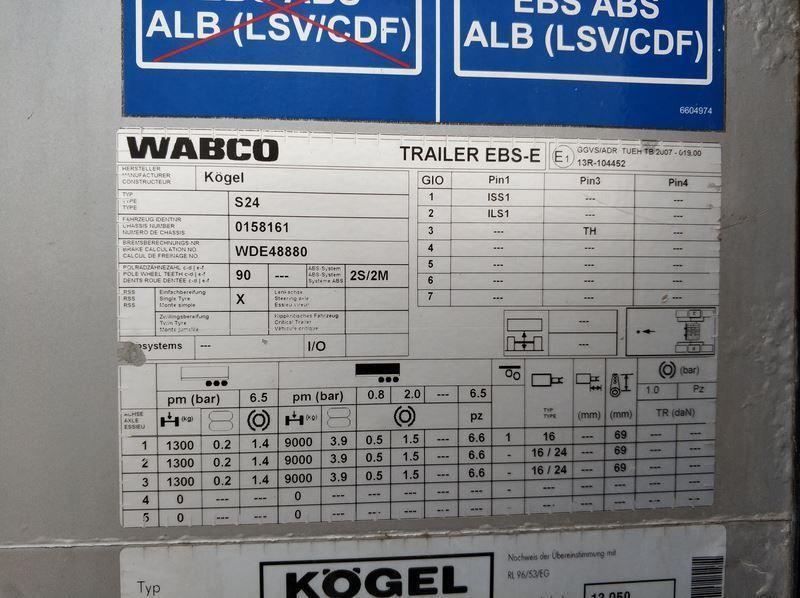 EBS ABS
ALB (LSV/CDF)
EBS ABS
ALB (LSV/CDF)
6604974
WABCO
TRAILER EBS-E
E1
GGVS/ADR TUEH TB 2007 - 019.00
13R-104452
HERSTELLER
MANUFACTURER
CONSTRUCTEUR
Kögel
TYP
TYPE
TYPE
S24
FAHRZEUG IDENTNR
CHASSIS NUMBER
NUMERO DE CHASSIS
0158161
BREMSBERECHNUNGS-NR
BRAKE CALCULATION NO.
CALCUL DE FREINAGE NO.
WDE48880
POLRADZÄHNEZAHL c-d | e-f
POLE WHEEL TEETH c-d | e-f
DENTS ROUE DENTEE c-d | e-f
90 ---
ABS-System
ABS-System
Système ABS
2S/2M
RSS Einfachbereifung
RSS Single Tyre
RSS Monte simple
X
Lenkachse
Steering axle
Essieu vireur
Zwillingsbereifung
Twin Tyre
Monte jumelée
Kippkritisches Fahrzeug
Critical Trailer
Véhicule critique
systems --- I/O
GIO Pin1 Pin3 Pin4
1 ISS1 --- ---
2 ILS1 --- ---
3 --- TH ---
4 --- --- ---
5 --- --- ---
6 --- --- ---
7 --- --- ---
---
---
pm (bar) 6.5 pm (bar) 0.8 2.0 --- 6.5
(bar)
1.0 Pz
ACHSE
AXLE
ESSIEU
(kg) (kg) pz TYP
TYPE
(mm) (mm) TR (daN)
1 1300 0.2 1.4 9000 3.9 0.5 1.5 --- 6.6 1 16 --- 69
2 1300 0.2 1.4 9000 3.9 0.5 1.5 --- 6.6 - 16 / 24 --- 69
3 1300 0.2 1.4 9000 3.9 0.5 1.5 --- 6.6 - 16 / 24 --- 69
4 0 --- --- 0 --- --- --- --- --- - --- --- ---
5 0 --- --- 0 --- --- --- --- --- - --- --- ---
Typ
KÖGEL
Nochweis der Übereinstimmung mit
RL 96/53/EG